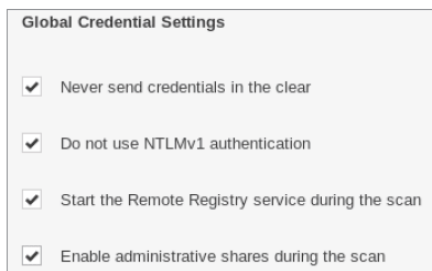 Global Credential Settings
Never send credentials in the clear
Do not use NTLMv1 authentication
Start the Remote Registry service during the scan
Enable administrative shares during the scan